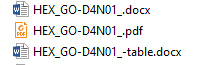 HEX_GO-D4N01_.docx
HEX_GO-D4N01_.pdf
HEX_GO-D4N01_-table.docx